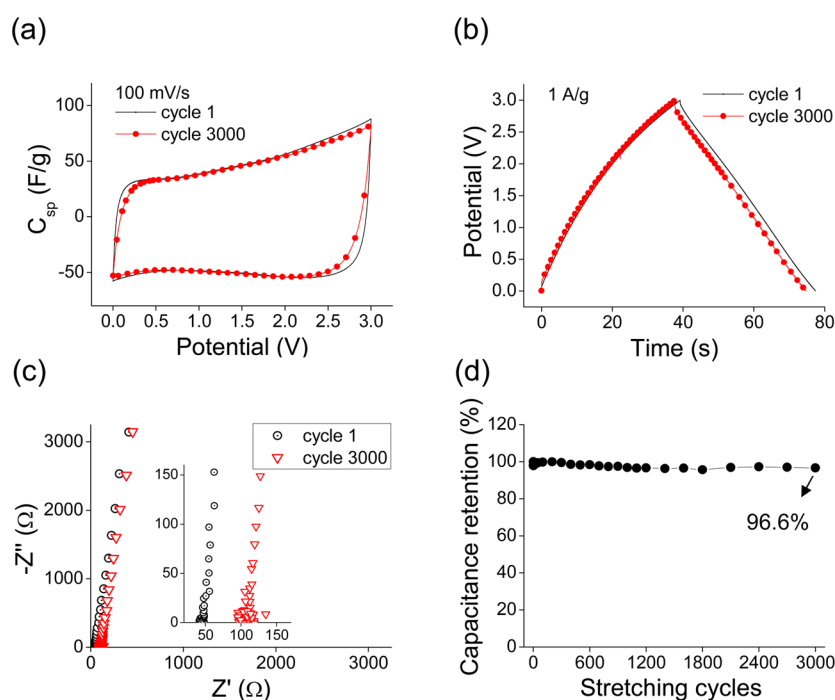 (a)
100 mV/s
cycle 1
cycle 3000
100
50
0
-50
C_sp (F/g)
0.0 0.5 1.0 1.5 2.0 2.5 3.0
Potential (V)
(b)
1 A/g
cycle 1
cycle 3000
3.0
2.5
2.0
1.5
1.0
0.5
0.0
Potential (V)
0 20 40 60 80
Time (s)
(c)
cycle 1
cycle 3000
3000
2000
1000
0
-Z" (Ω)
0 1000 2000 3000
Z' (Ω)
150
100
50
0
50 100 150
(d)
120
100
80
60
40
20
0
Capacitance retention (%)
96.6%
0 600 1200 1800 2400 3000
Stretching cycles